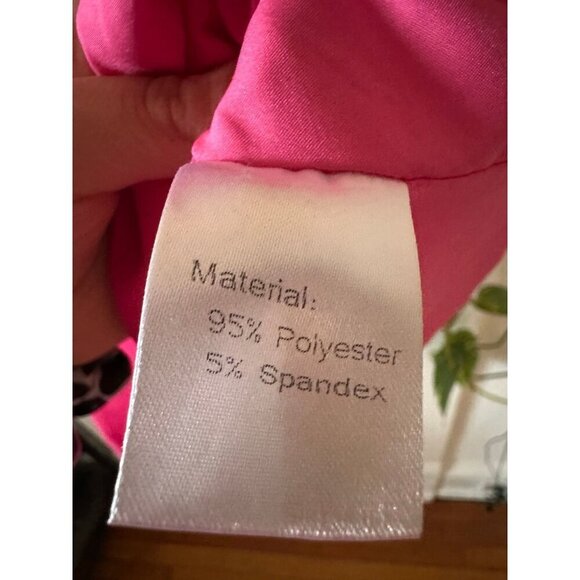 Material:
95% Polyester
5% Spandex